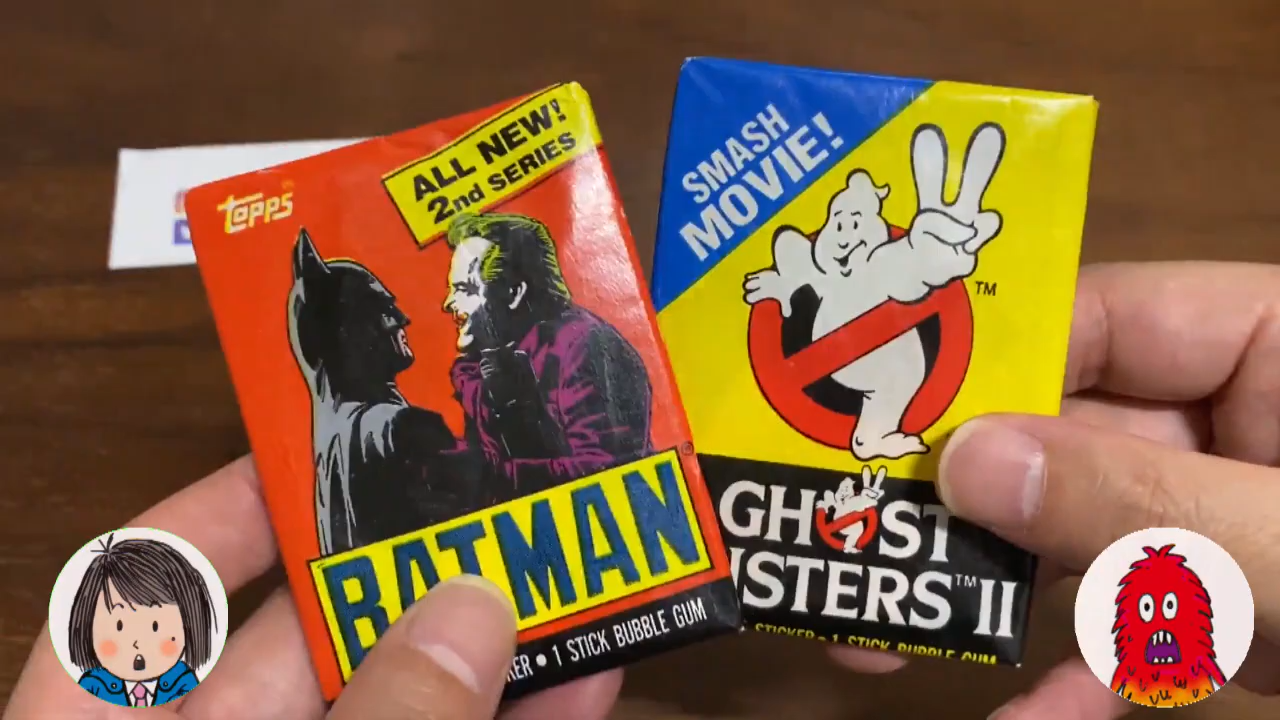 topps
ALL NEW!
2nd SERIES
BATMAN
• 1 STICK BUBBLE GUM
SMASH
MOVIE!
TM
GHOST
STERS™ II
STICKER • 1 STICK BUBBLE GUM